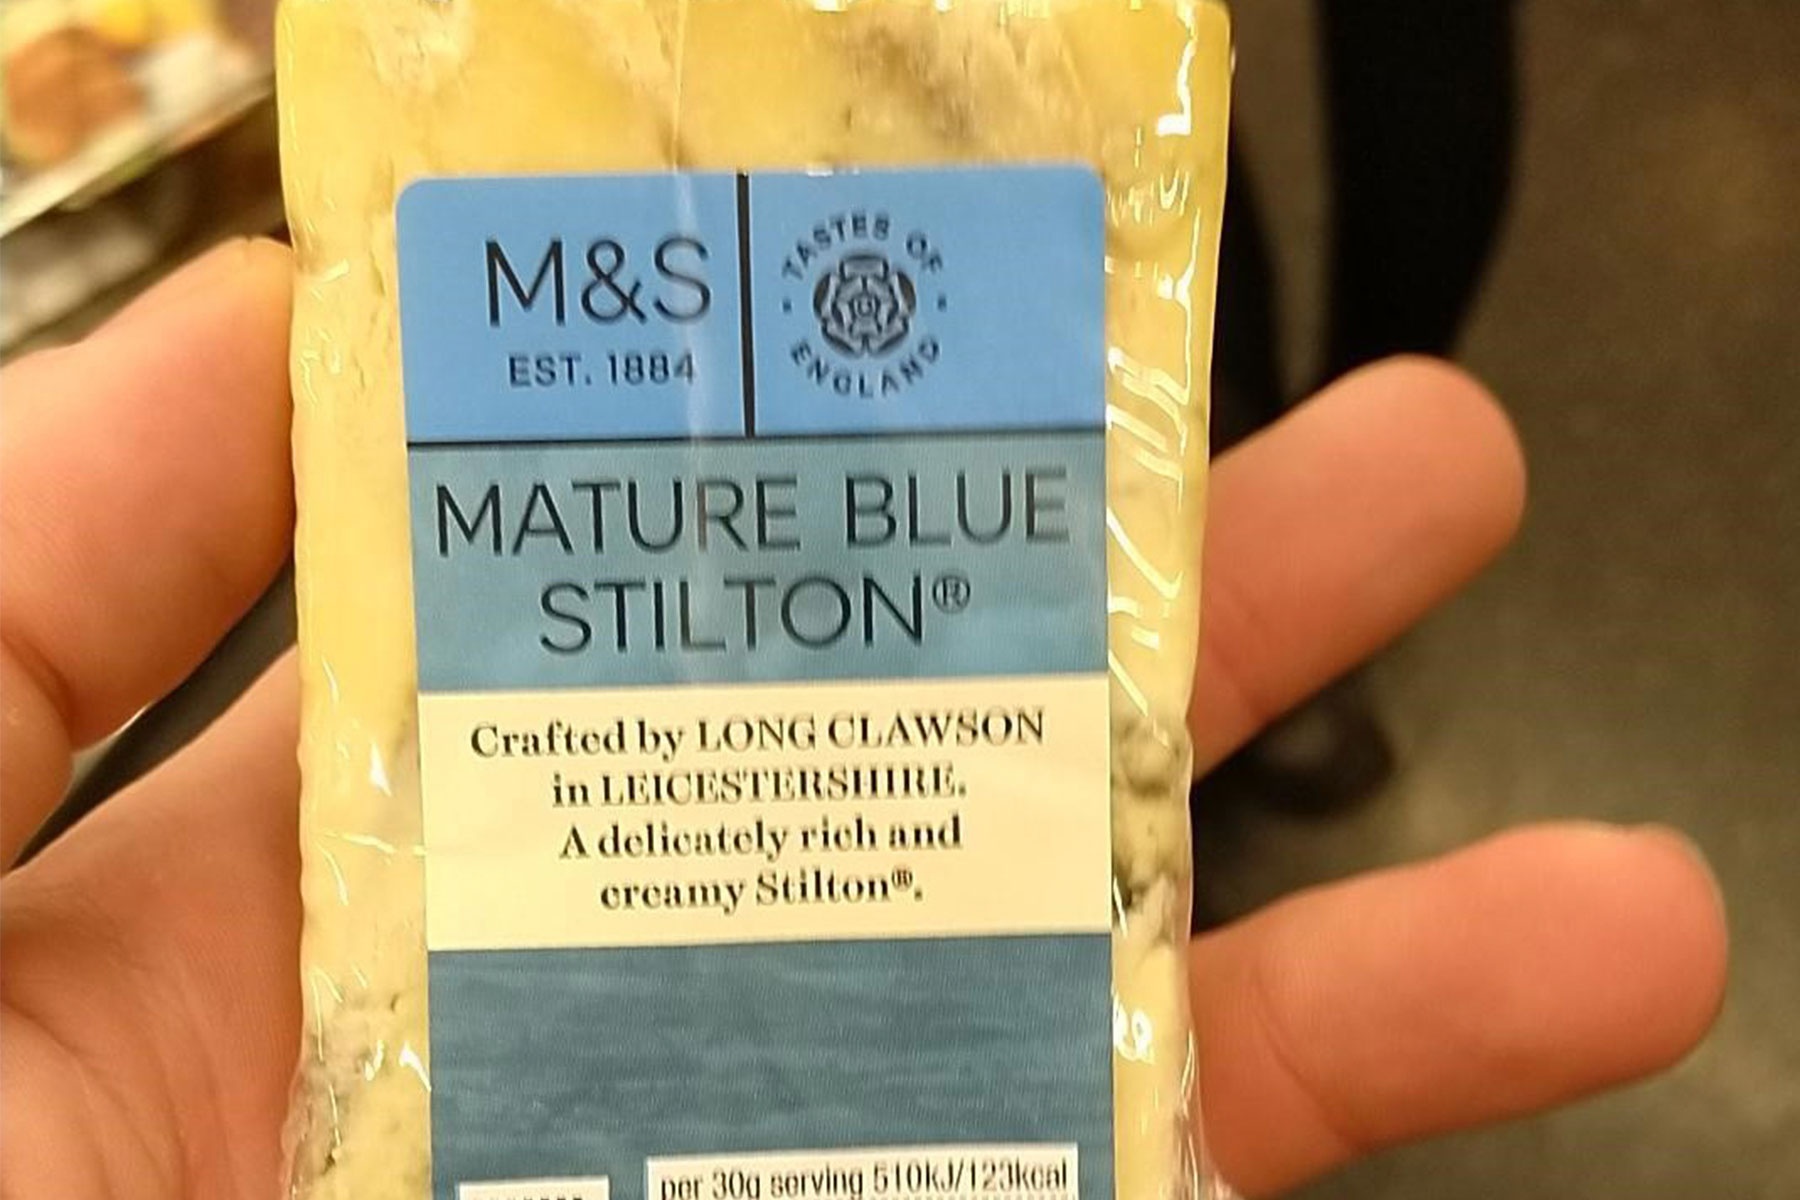 M&S
EST. 1884
TASTES OF
ENGLAND
MATURE BLUE
STILTON®
Crafted by LONG CLAWSON
in LEICESTERSHIRE.
A delicately rich and
creamy Stilton®.
per 30g serving 510kJ/123kcal